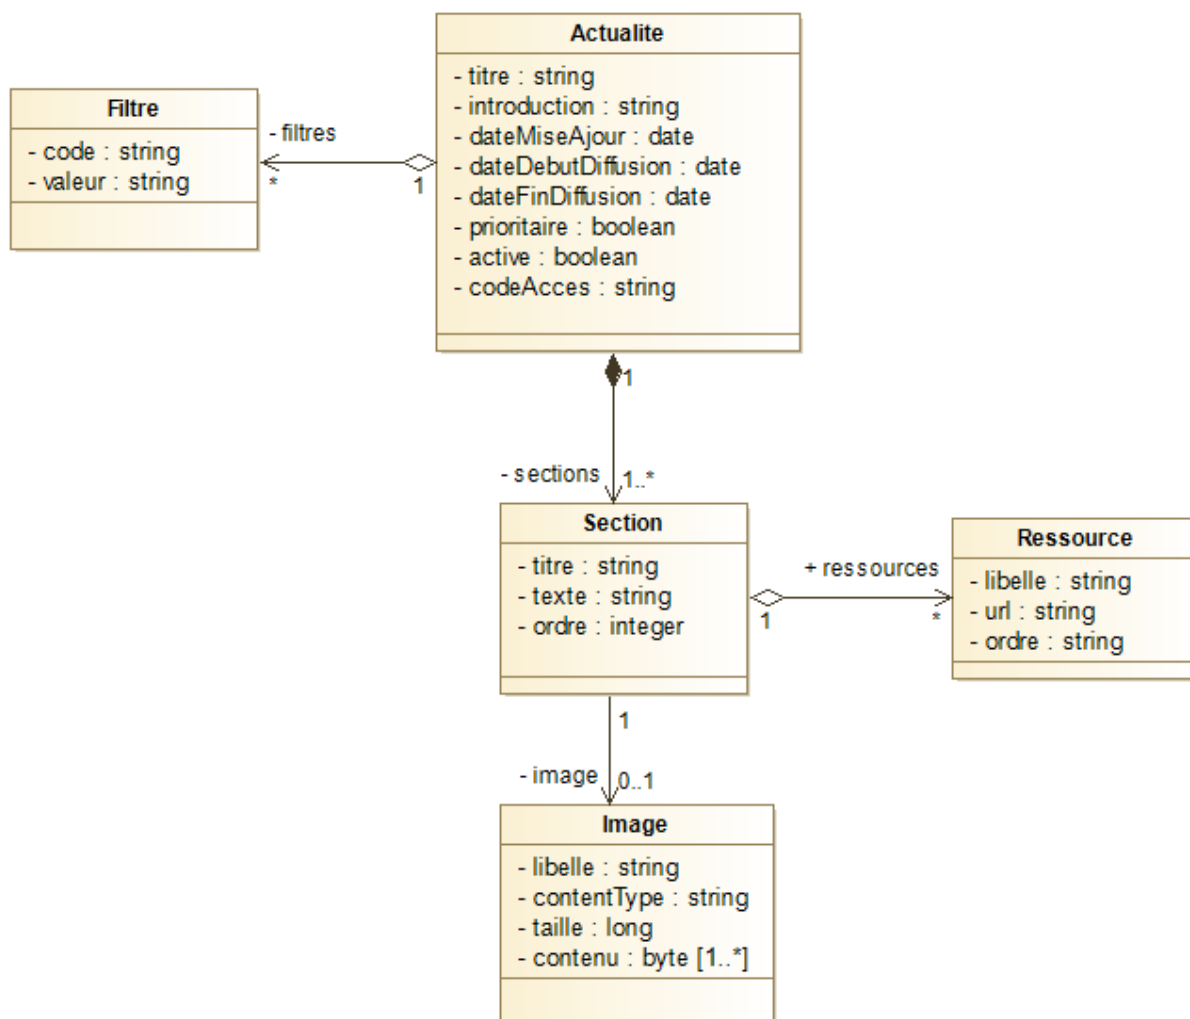 Actualite
- titre : string
- introduction : string
- dateMiseAjour : date
- dateDebutDiffusion : date
- dateFinDiffusion : date
- prioritaire : boolean
- active : boolean
- codeAcces : string
Filtre
- code : string
- valeur : string
- filtres
*
1
1
- sections
1..*
Section
- titre : string
- texte : string
- ordre : integer
+ ressources
1
*
Ressource
- libelle : string
- url : string
- ordre : string
1
- image
0..1
Image
- libelle : string
- contentType : string
- taille : long
- contenu : byte [1..*]